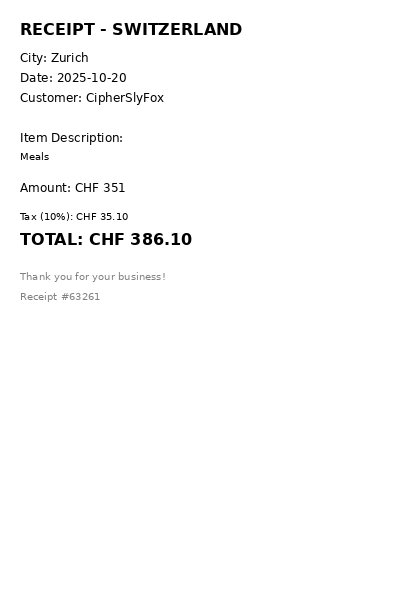 RECEIPT - SWITZERLAND
City: Zurich
Date: 2025-10-20
Customer: CipherSlyFox
Item Description:
Meals
Amount: CHF 351
Tax (10%): CHF 35.10
TOTAL: CHF 386.10
Thank you for your business!
Receipt #63261